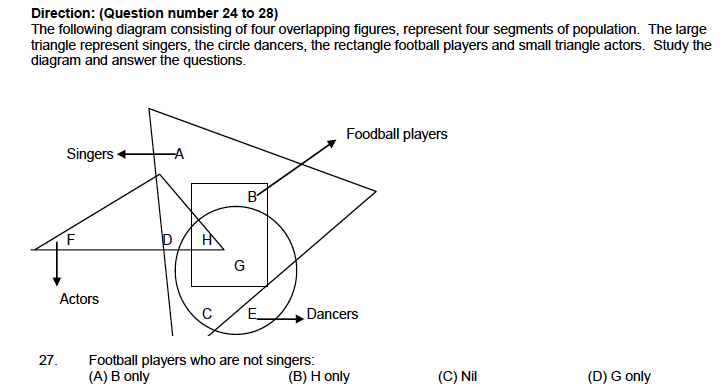 Direction: (Question number 24 to 28)
The following diagram consisting of four overlapping figures, represent four segments of population. The large
triangle represent singers, the circle dancers, the rectangle football players and small triangle actors. Study the
diagram and answer the questions.
Foodball players
Singers
A
B
F
D
H
G
Actors
C
E
Dancers
27. Football players who are not singers:
(A) B only (B) H only (C) Nil (D) G only